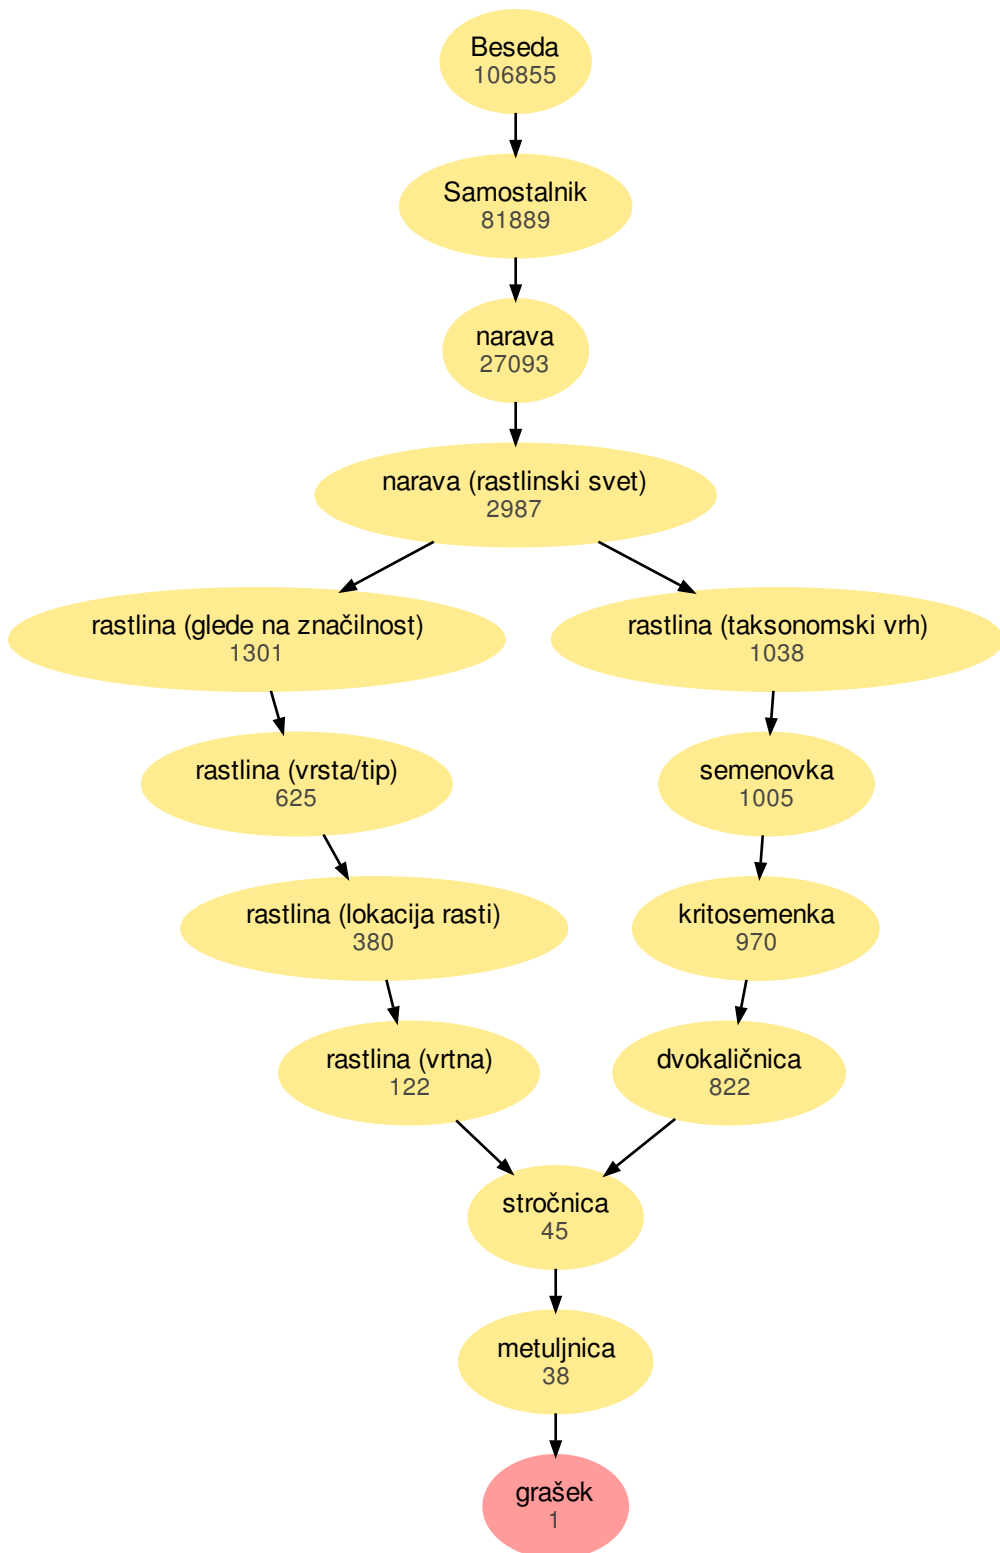 Beseda
106855
Samostalnik
81889
narava
27093
narava (rastlinski svet)
2987
rastlina (glede na značilnost)
1301
rastlina (taksonomski vrh)
1038
rastlina (vrsta/tip)
625
semenovka
1005
rastlina (lokacija rasti)
380
kritosemenka
970
rastlina (vrtna)
122
dvokaličnica
822
stročnica
45
metuljnica
38
grašek
1